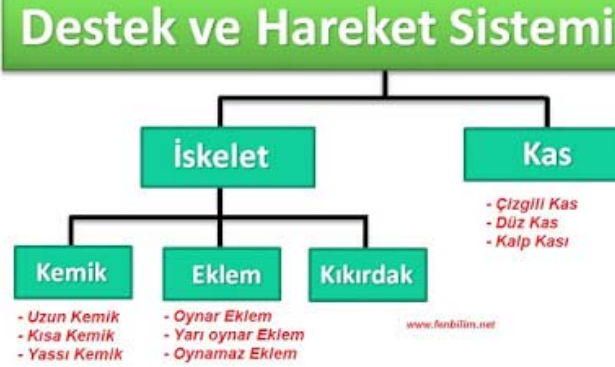 Destek ve Hareket Sistemi
İskelet
Kas
- Çizgili Kas
- Düz Kas
- Kalp Kası
Kemik
Eklem
Kıkırdak
- Uzun Kemik
- Kısa Kemik
- Yassı Kemik
- Oynar Eklem
- Yarı oynar Eklem
- Oynamaz Eklem
www.fenbilim.net